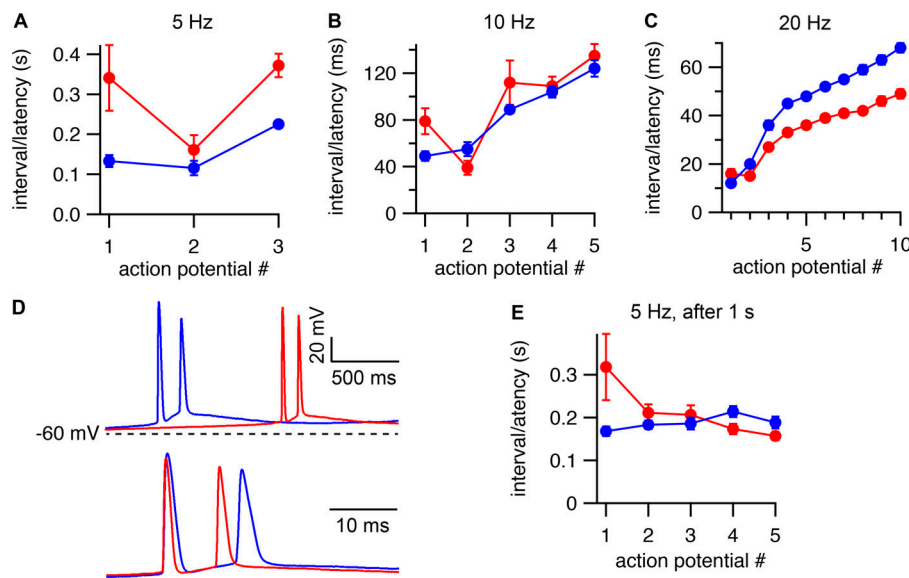 A
5 Hz
interval/latency (s)
0.4
0.3
0.2
0.1
0.0
1
2
3
action potential #
B
10 Hz
interval/latency (ms)
120
80
40
0
1
2
3
4
5
action potential #
C
20 Hz
interval/latency (ms)
60
40
20
0
5
10
action potential #
D
20 mV
500 ms
-60 mV
10 ms
E
5 Hz, after 1 s
interval/latency (s)
0.3
0.2
0.1
0
1
2
3
4
5
action potential #